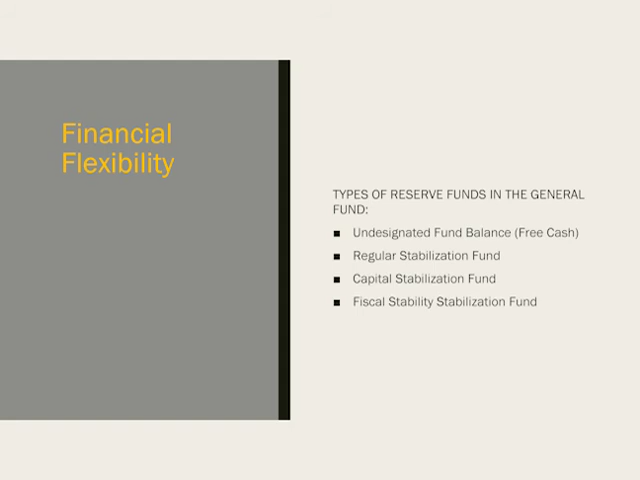 Financial
Flexibility
TYPES OF RESERVE FUNDS IN THE GENERAL
FUND:
■ Undesignated Fund Balance (Free Cash)
■ Regular Stabilization Fund
■ Capital Stabilization Fund
■ Fiscal Stability Stabilization Fund